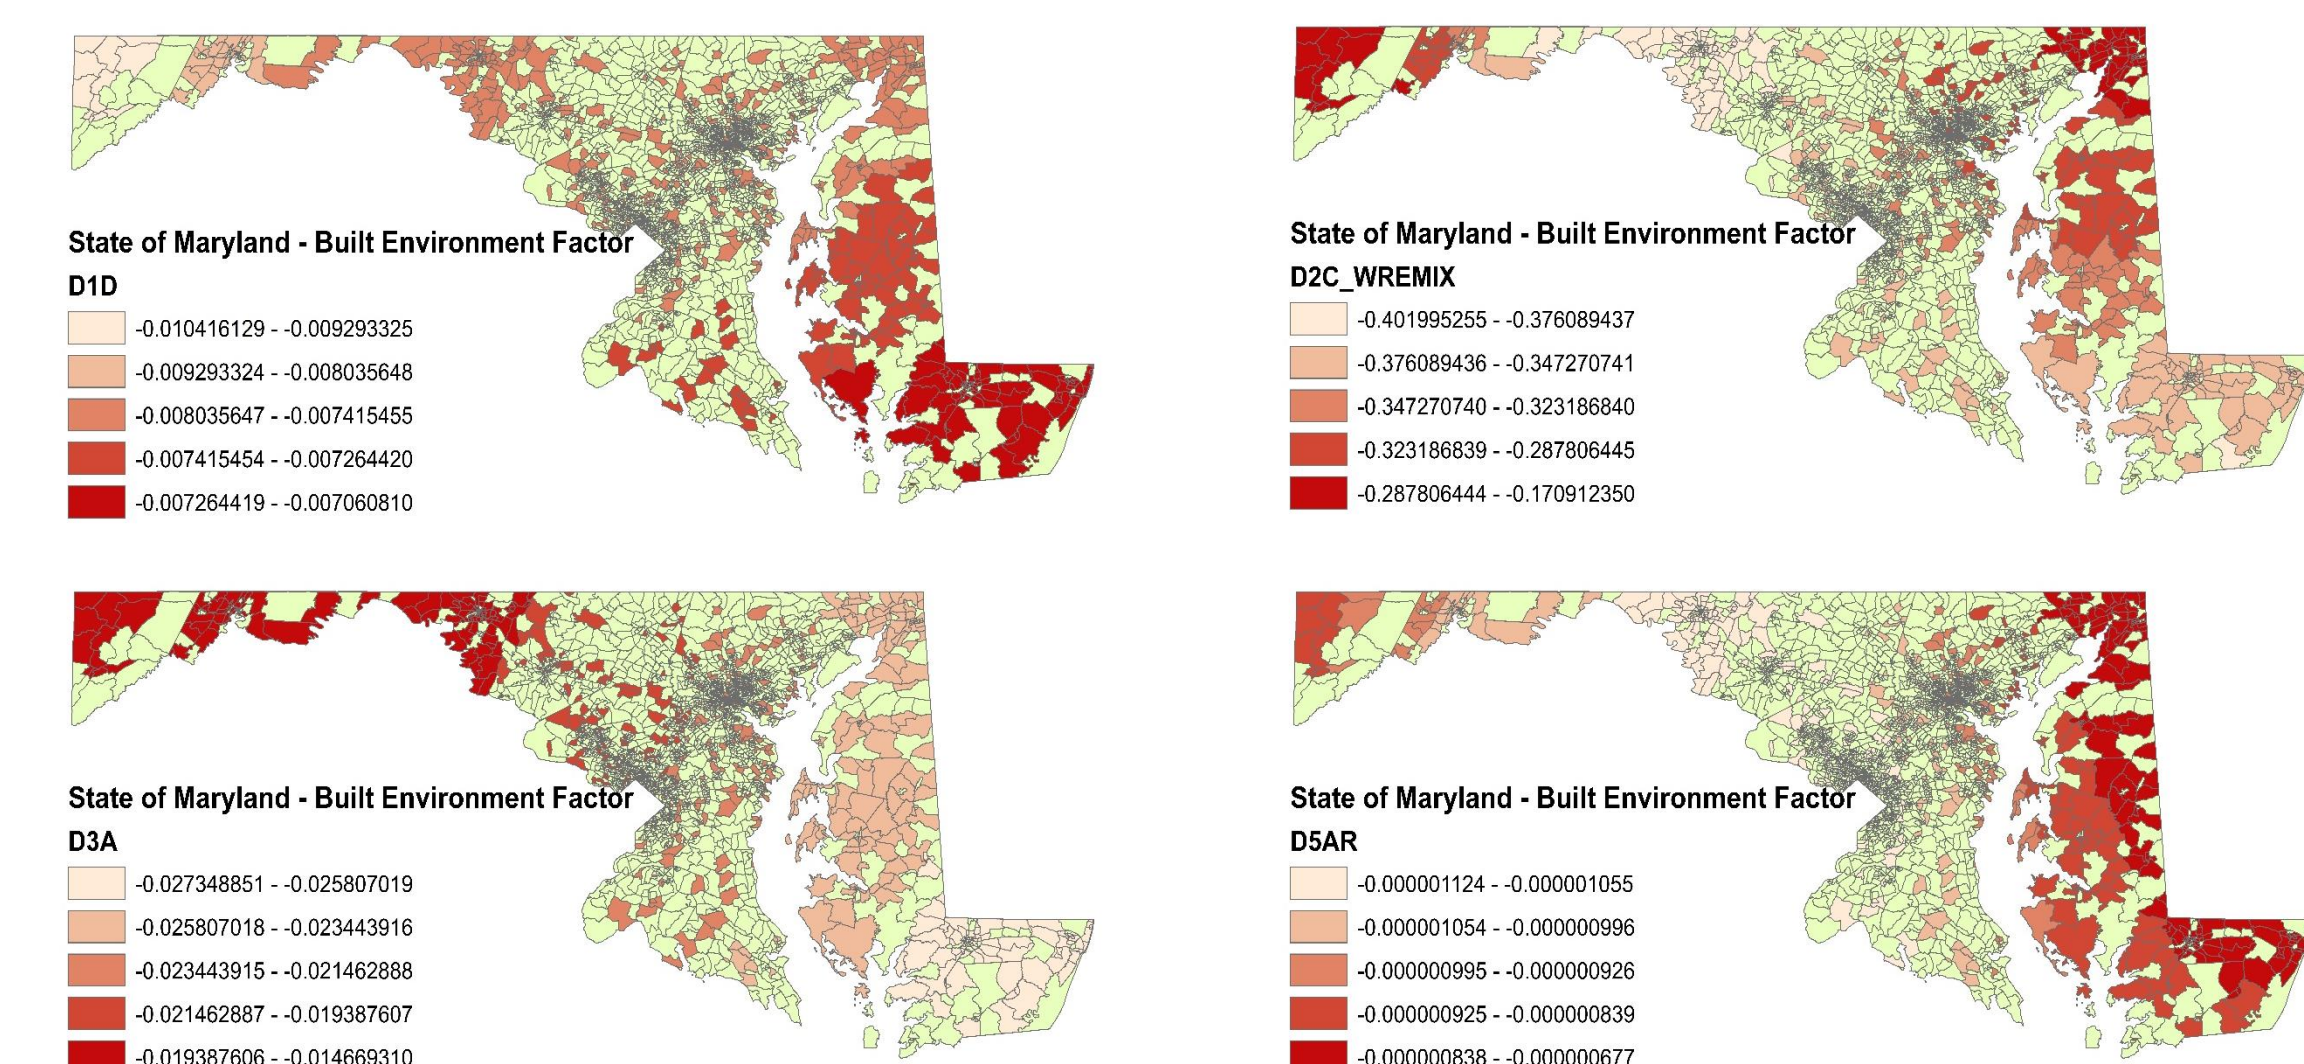 State of Maryland - Built Environment Factor
D1D
-0.010416129 - -0.009293325
-0.009293324 - -0.008035648
-0.008035647 - -0.007415455
-0.007415454 - -0.007264420
-0.007264419 - -0.007060810
State of Maryland - Built Environment Factor
D2C_WREMIX
-0.401995255 - -0.376089437
-0.376089436 - -0.347270741
-0.347270740 - -0.323186840
-0.323186839 - -0.287806445
-0.287806444 - -0.170912350
State of Maryland - Built Environment Factor
D3A
-0.027348851 - -0.025807019
-0.025807018 - -0.023443916
-0.023443915 - -0.021462888
-0.021462887 - -0.019387607
-0.019387606 - -0.014669310
State of Maryland - Built Environment Factor
D5AR
-0.000001124 - -0.000001055
-0.000001054 - -0.000000996
-0.000000995 - -0.000000926
-0.000000925 - -0.000000839
-0.000000838 - -0.000000677